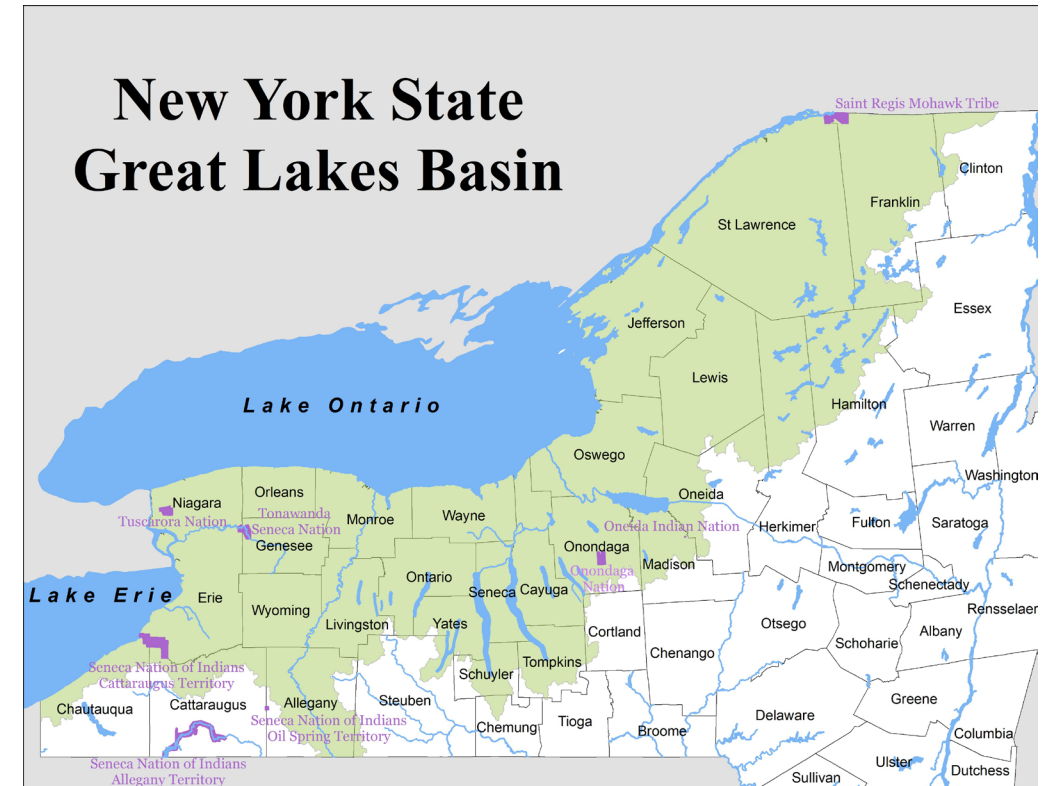 New York State
Great Lakes Basin
Saint Regis Mohawk Tribe
Clinton
Franklin
St Lawrence
Essex
Jefferson
Lewis
Lake Ontario
Hamilton
Warren
Oswego
Washington
Oneida
Niagara
Orleans
Tuscarora Nation
Tonawanda
Seneca Nation
Monroe
Wayne
Genesee
Oneida Indian Nation
Herkimer
Fulton
Saratoga
Onondaga
Onondaga
Nation
Madison
Montgomery
Schenectady
Lake Erie
Erie
Wyoming
Livingston
Ontario
Yates
Seneca
Cayuga
Cortland
Chenango
Otsego
Schoharie
Albany
Rensselaer
Seneca Nation of Indians
Cattaraugus Territory
Tompkins
Schuyler
Chautauqua
Cattaraugus
Allegany
Steuben
Seneca Nation of Indians
Oil Spring Territory
Chemung
Tioga
Broome
Delaware
Greene
Columbia
Seneca Nation of Indians
Allegany Territory
Sullivan
Ulster
Dutchess